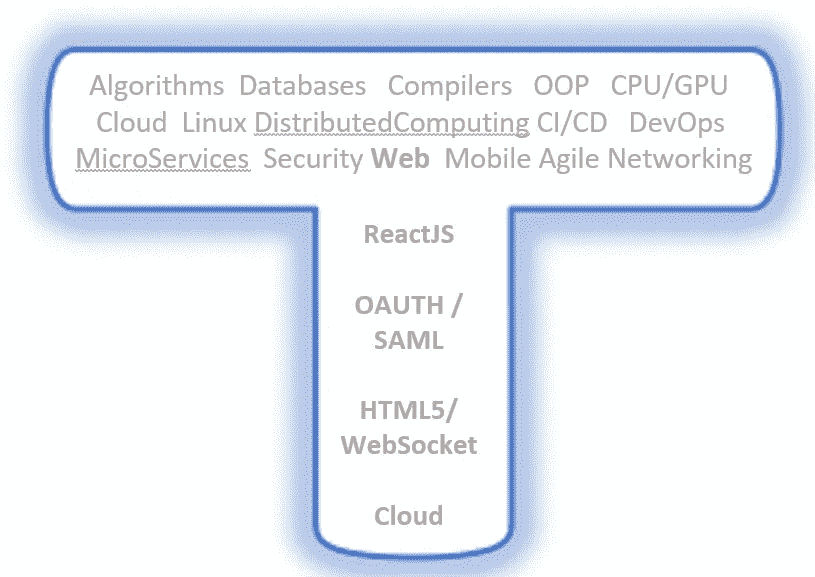 Algorithms Databases Compilers OOP CPU/GPU
Cloud Linux DistributedComputing CI/CD DevOps
MicroServices Security Web Mobile Agile Networking
ReactJS
OAUTH /
SAML
HTML5/
WebSocket
Cloud